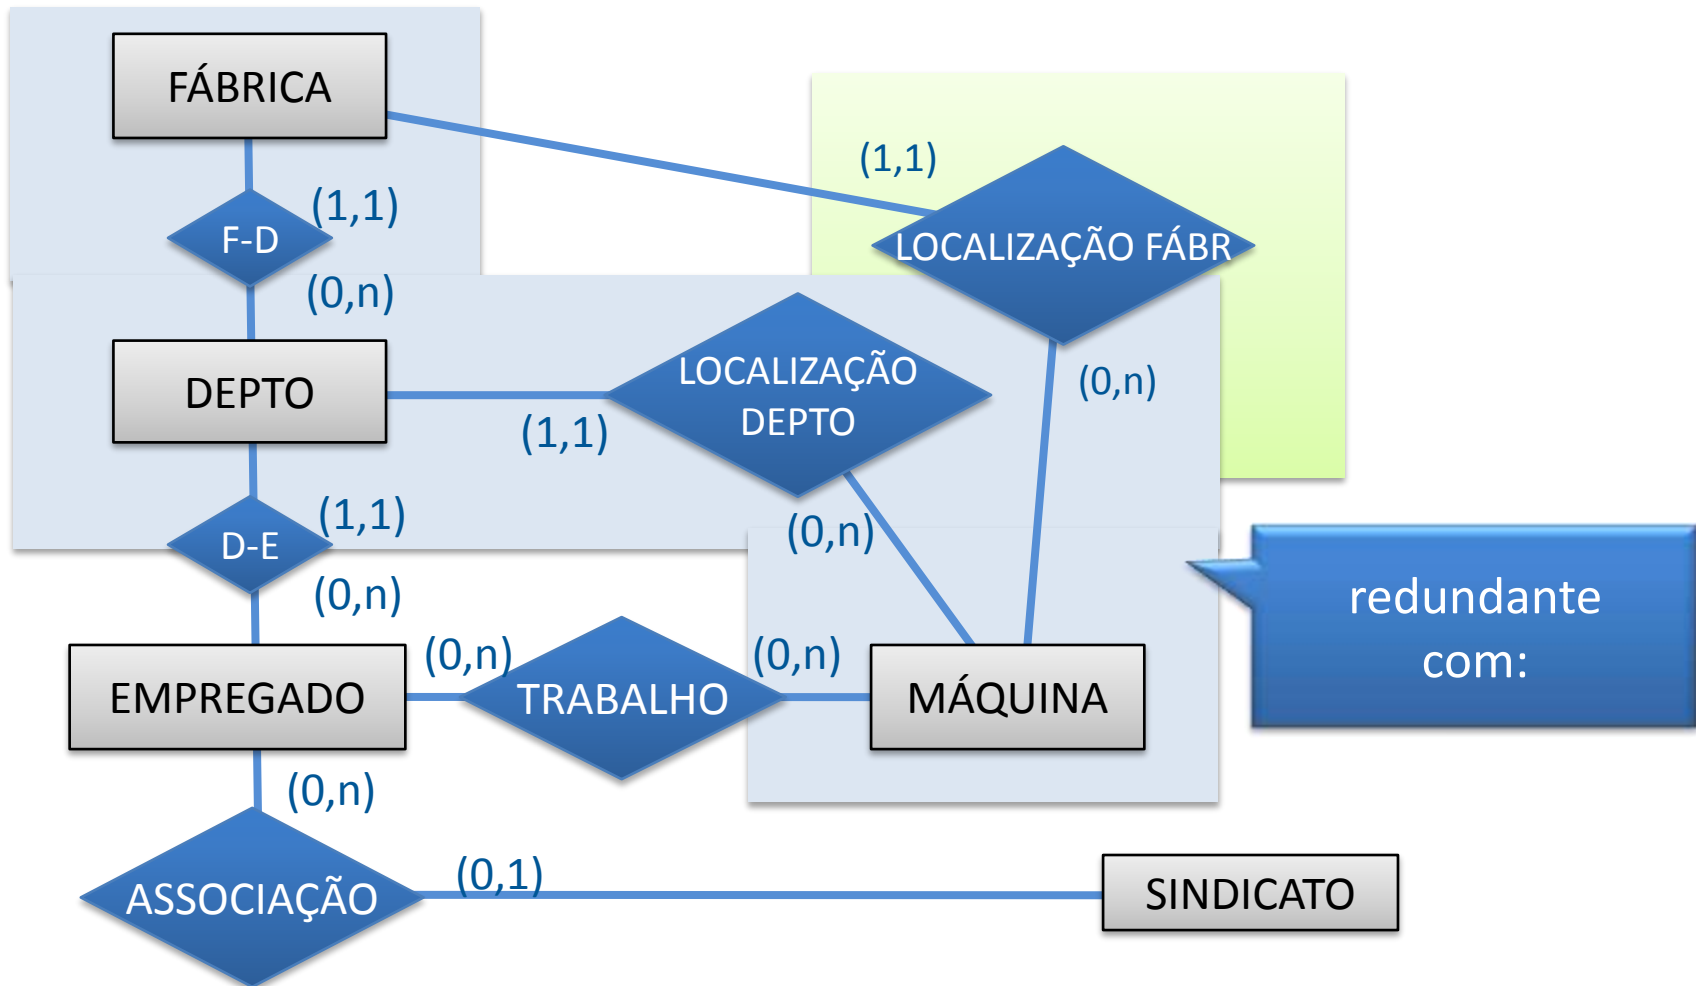 FÁBRICA
(1,1)
(1,1)
F-D
LOCALIZAÇÃO FÁBR
(0,n)
LOCALIZAÇÃO
DEPTO
(0,n)
DEPTO
(1,1)
(1,1)
(0,n)
D-E
(0,n)
redundante
com:
(0,n)
(0,n)
EMPREGADO
TRABALHO
MÁQUINA
(0,n)
(0,1)
ASSOCIAÇÃO
SINDICATO